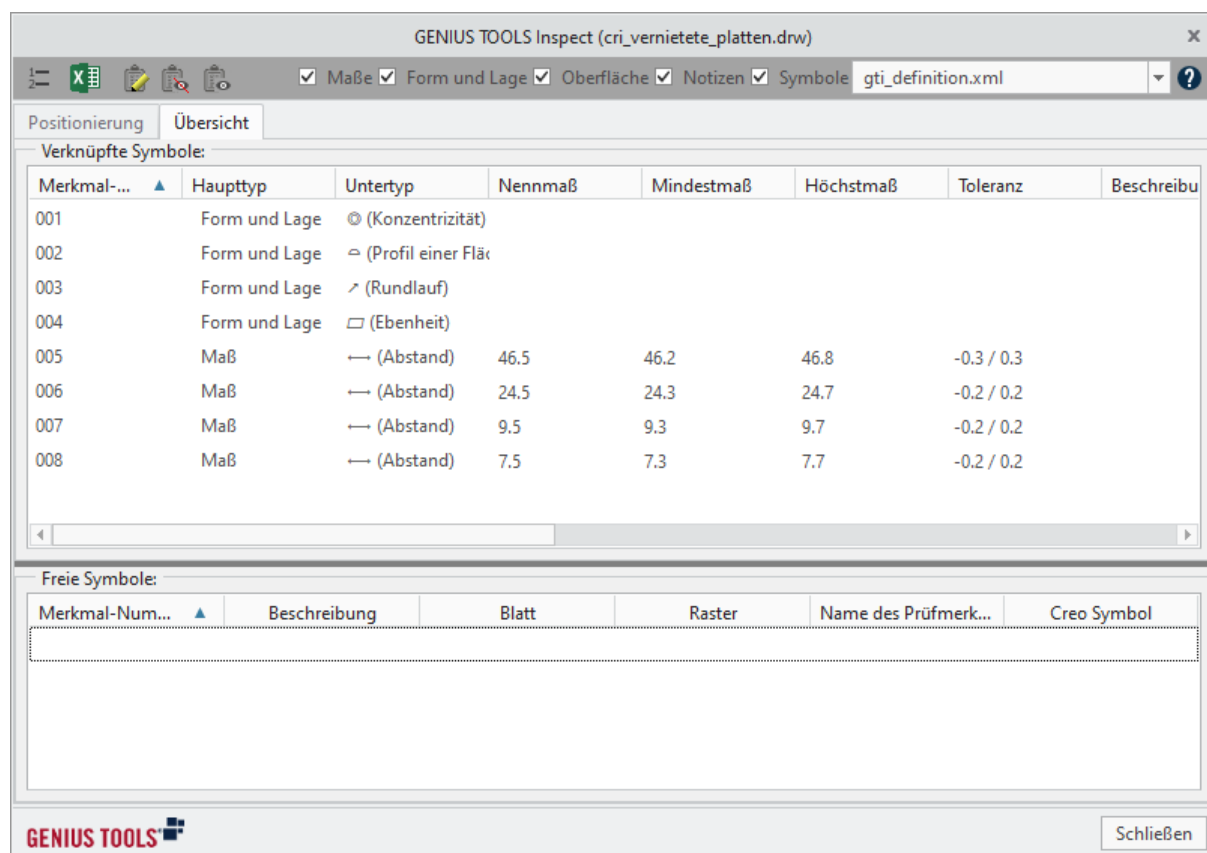 GENIUS TOOLS Inspect (cri_vernietete_platten.drw)
Maße Form und Lage Oberfläche Notizen Symbole gti_definition.xml
Positionierung Übersicht
Verknüpfte Symbole:
Merkmal-... Haupttyp Untertyp Nennmaß Mindestmaß Höchstmaß Toleranz Beschreibu
001 Form und Lage (Konzentrizität)
002 Form und Lage (Profil einer Fläc
003 Form und Lage (Rundlauf)
004 Form und Lage (Ebenheit)
005 Maß (Abstand) 46.5 46.2 46.8 -0.3 / 0.3
006 Maß (Abstand) 24.5 24.3 24.7 -0.2 / 0.2
007 Maß (Abstand) 9.5 9.3 9.7 -0.2 / 0.2
008 Maß (Abstand) 7.5 7.3 7.7 -0.2 / 0.2
Freie Symbole:
Merkmal-Num... Beschreibung Blatt Raster Name des Prüfmerk... Creo Symbol
GENIUS TOOLS
Schließen